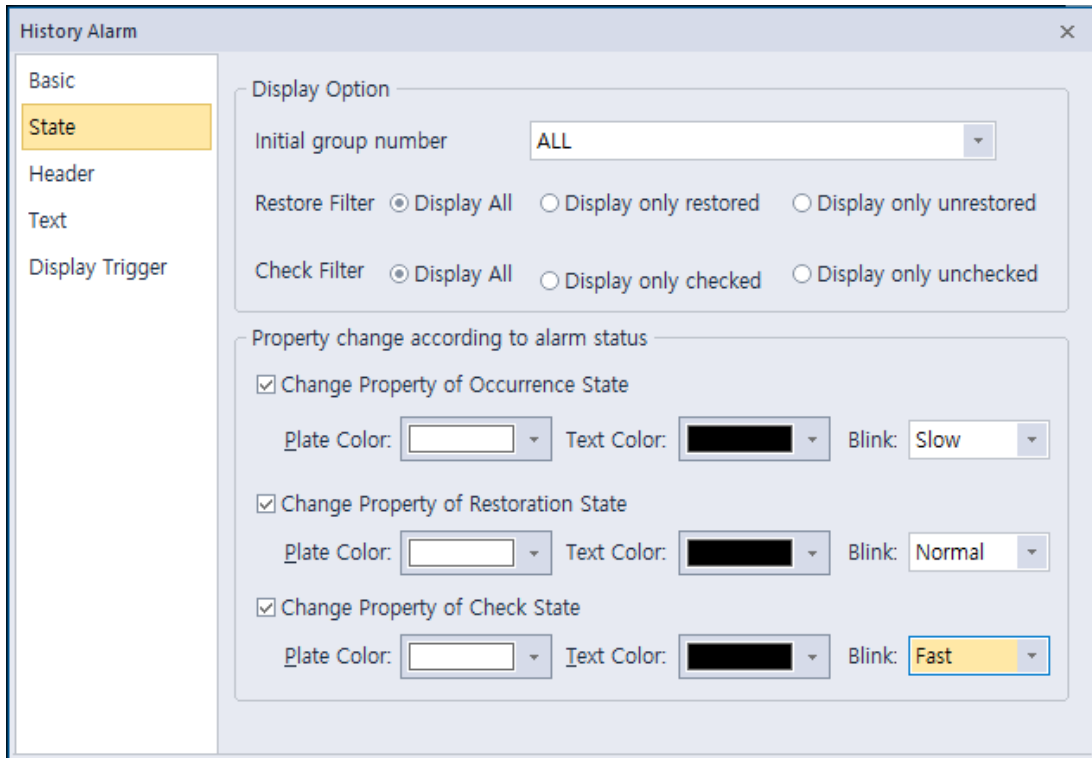 History Alarm
Basic
State
Header
Text
Display Trigger
Display Option
Initial group number ALL
Restore Filter Display All Display only restored Display only unrestored
Check Filter Display All Display only checked Display only unchecked
Property change according to alarm status
Change Property of Occurrence State
Plate Color: Text Color: Blink: Slow
Change Property of Restoration State
Plate Color: Text Color: Blink: Normal
Change Property of Check State
Plate Color: Text Color: Blink: Fast